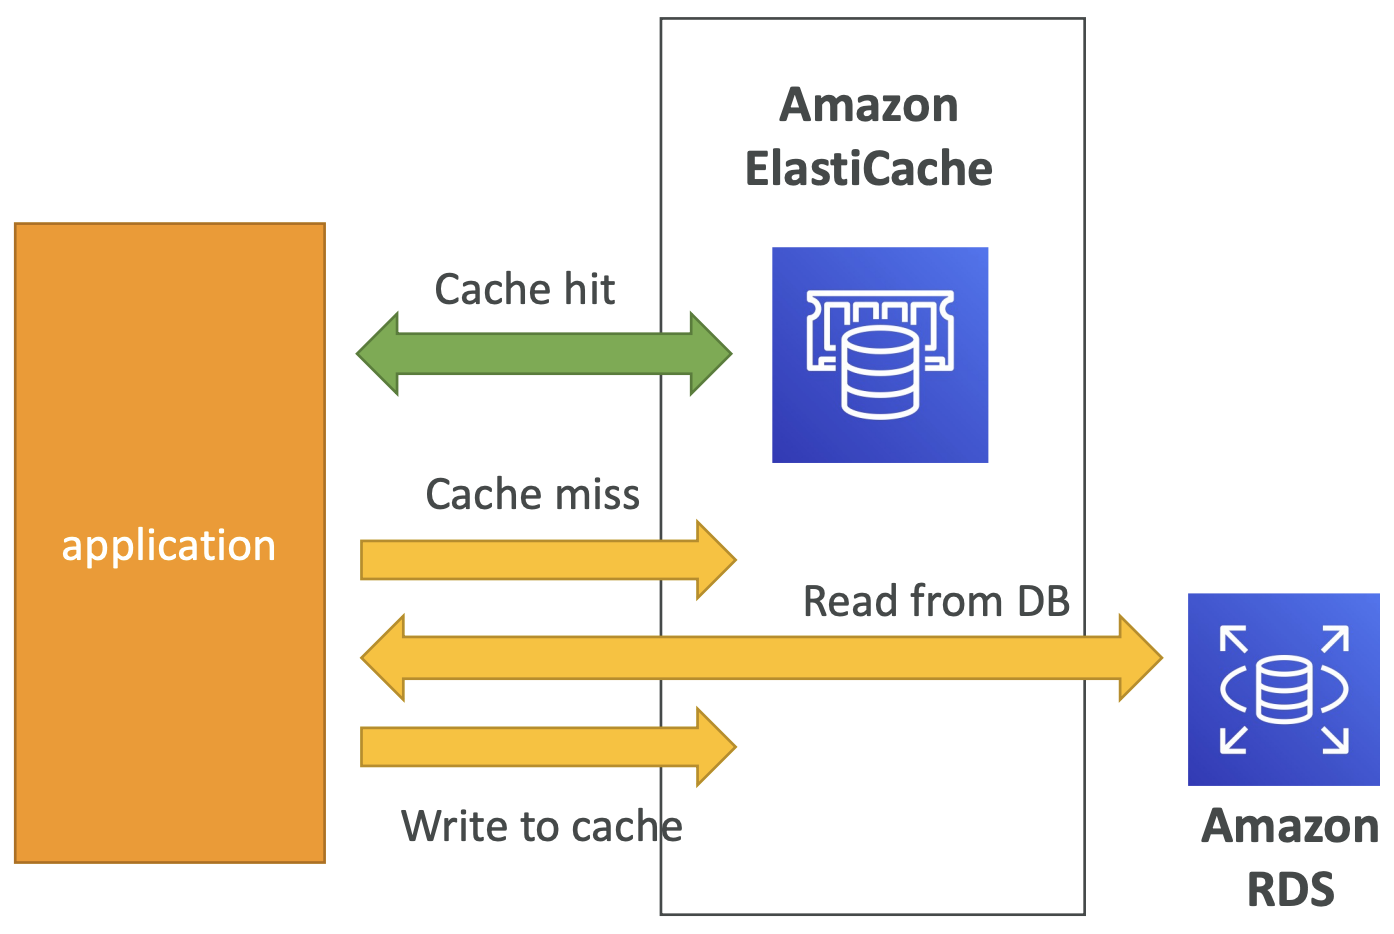 Amazon
ElastiCache
Cache hit
Cache miss
application
Read from DB
Write to cache
Amazon
RDS